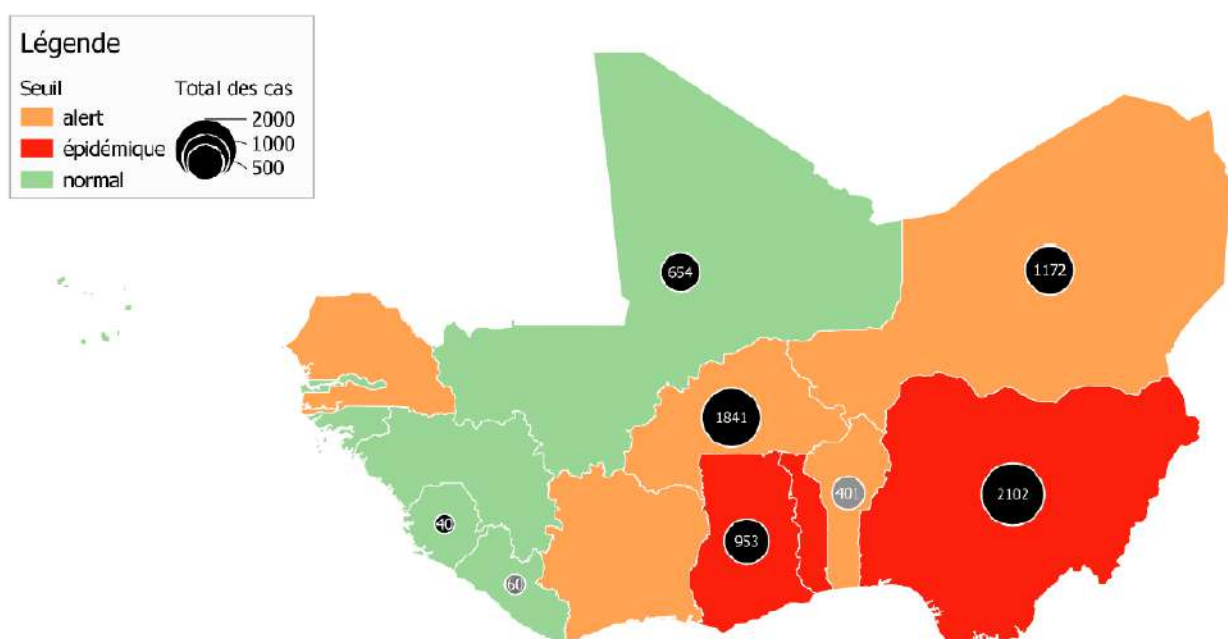 Légende
Seuil
Total des cas
alert
épidémique
normal
2000
1000
500
654
1172
1841
401
2102
40
953
60